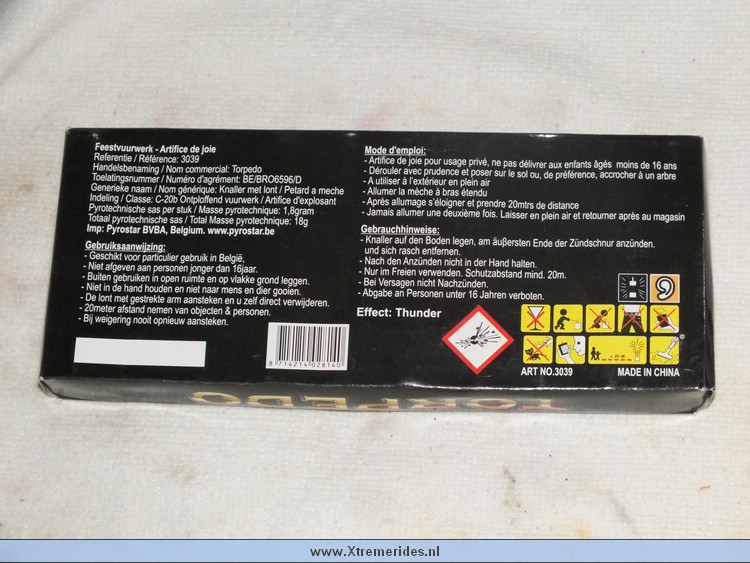 Feestvuurwerk - Artifice de joie
Referentie / Référence: 3039
Handelsbenaming / Nom commercial: Torpedo
Toelatingsnummer / Numéro d'agrément: BE/BRO6596/D
Generieke naam / Nom générique: Knaller met lont / Petard a meche
Indeling / Classe: C-20b Ontploffend vuurwerk / Artifice d'explosant
Pyrotechnische sas per stuk / Masse pyrotechnique: 1,8gram
Totaal pyrotechnische sas / Total Masse pyrotechnique: 18g
Imp: Pyrostar BVBA, Belgium. www.pyrostar.be
Gebruiksaanwijzing:
- Geschikt voor particulier gebruik in België,
- Niet afgeven aan personen jonger dan 16jaar.
- Buiten gebruiken in open ruimte en op vlakke grond leggen.
- Niet in de hand houden en niet naar mens en dier gooien.
- De lont met gestrekte arm aansteken en u zelf direct verwijderen.
- 20meter afstand nemen van objecten & personen.
- Bij weigering nooit opnieuw aansteken.
8 714214 028140
Mode d'emploi:
- Artifice de joie pour usage privé, ne pas délivrer aux enfants âgés moins de 16 ans
- Dérouler avec prudence et poser sur le sol ou, de préférence, accrocher à un arbre
- A utiliser à l'extérieur en plein air
- Allumer la mèche à bras étendu
- Après allumage s'éloigner et prendre 20mtrs de distance
- Jamais allumer une deuxième fois. Laisser en plein air et retourner après au magasin
Gebrauchhinweise:
- Knaller auf den Boden legen, am äußersten Ende der Zündschnur anzünden.
und sich rasch entfernen.
- Nach den Anzünden nicht in der Hand halten.
- Nur im Freien verwenden. Schutzabstand mind. 20m.
- Bei Versagen nicht Nachzünden.
- Abgabe an Personen unter 16 Jahren verboten.
Effect: Thunder
ART NO.3039
MADE IN CHINA
TORPEDO
www.Xtremerides.nl